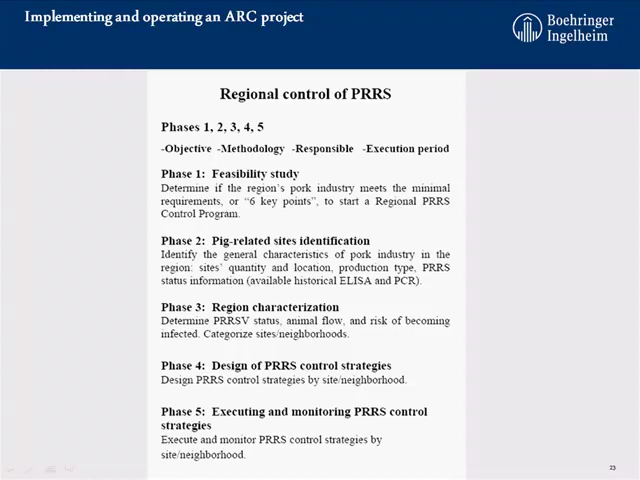 Implementing and operating an ARC project
Boehringer
Ingelheim
Regional control of PRRS
Phases 1, 2, 3, 4, 5
-Objective -Methodology -Responsible -Execution period
Phase 1: Feasibility study
Determine if the region's pork industry meets the minimal
requirements, or “6 key points”, to start a Regional PRRS
Control Program.
Phase 2: Pig-related sites identification
Identify the general characteristics of pork industry in the
region: sites' quantity and location, production type, PRRS
status information (available historical ELISA and PCR).
Phase 3: Region characterization
Determine PRRSV status, animal flow, and risk of becoming
infected. Categorize sites/neighborhoods.
Phase 4: Design of PRRS control strategies
Design PRRS control strategies by site/neighborhood.
Phase 5: Executing and monitoring PRRS control
strategies
Execute and monitor PRRS control strategies by
site/neighborhood.
23